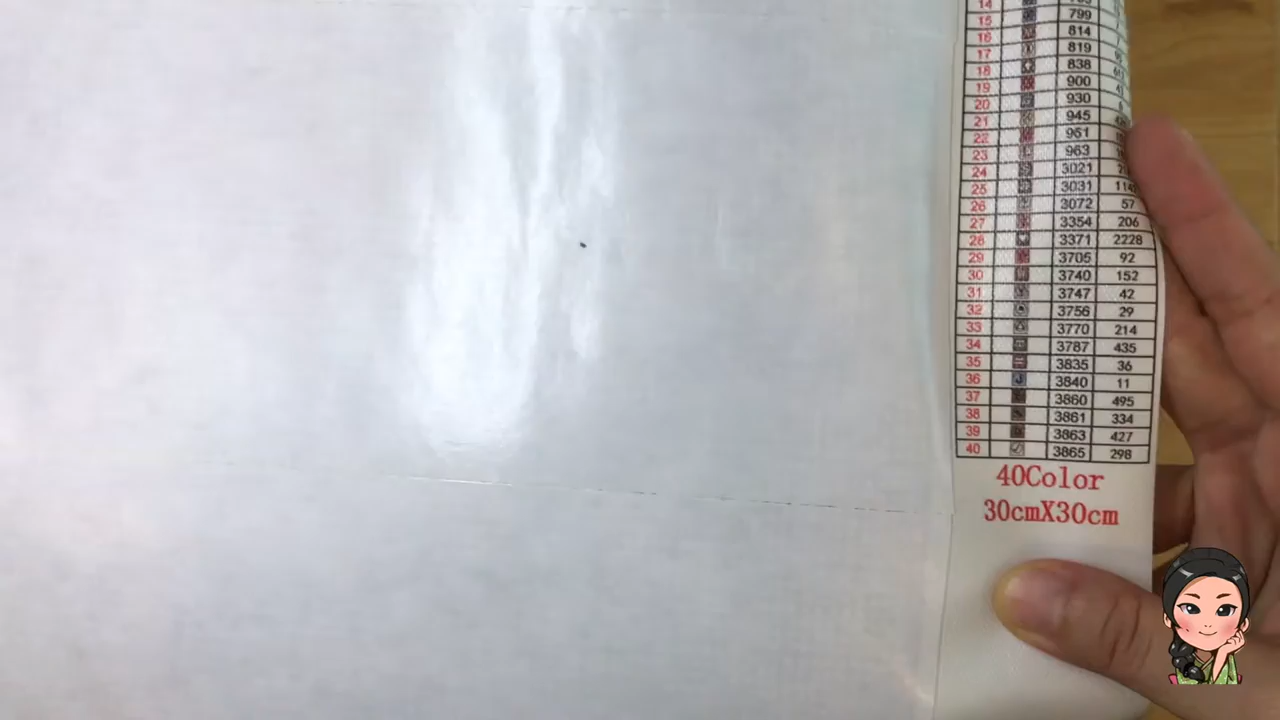 14
15 799
16 814
17 819
18 838
19 900
20 930
21 945
22 961
23 963
24 3021
25 3031
26 3072 57
27 3354 206
28 3371 2228
29 3705 92
30 3740 152
31 3747 42
32 3756 29
33 3770 214
34 3787 435
35 3835 36
36 3840 11
37 3860 495
38 3861 334
39 3863 427
40 3865 298
40Color
30cmX30cm